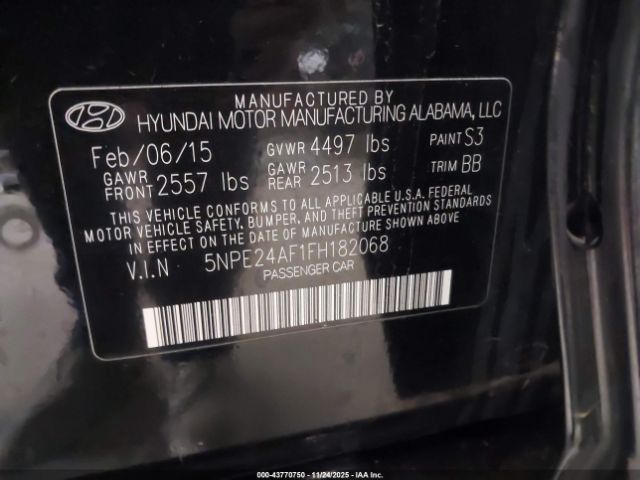 MANUFACTURED BY
HYUNDAI MOTOR MANUFACTURING ALABAMA, LLC
Feb/06/15 GVWR 4497 lbs PAINT S3
GAWR FRONT 2557 lbs GAWR REAR 2513 lbs TRIM BB
THIS VEHICLE CONFORMS TO ALL APPLICABLE U.S.A. FEDERAL
MOTOR VEHICLE SAFETY, BUMPER, AND THEFT PREVENTION STANDARDS
IN EFFECT ON THE DATE OF MANUFACTURE SHOWN ABOVE
V.I.N 5NPE24AF1FH182068
PASSENGER CAR
000-43770750 - 11/24/2025 - © IAA, Inc.